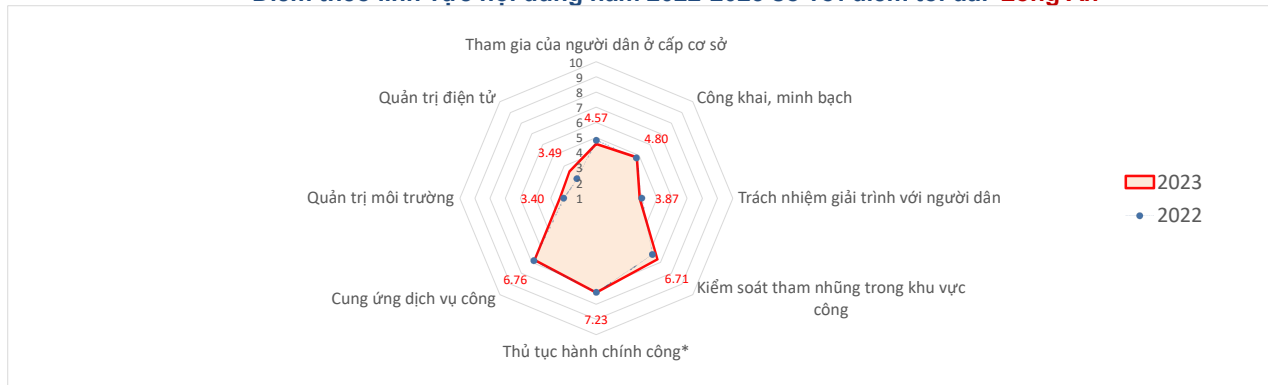 Tham gia của người dân ở cấp cơ sở
10
9
8
7
6
5
4
3
2
1
Quản trị điện tử
Công khai, minh bạch
4.57
4.80
3.49
Quản trị môi trường
3.40
3.87
Trách nhiệm giải trình với người dân
2023
2022
6.76
6.71
Cung ứng dịch vụ công
Kiểm soát tham nhũng trong khu vực
công
7.23
Thủ tục hành chính công*